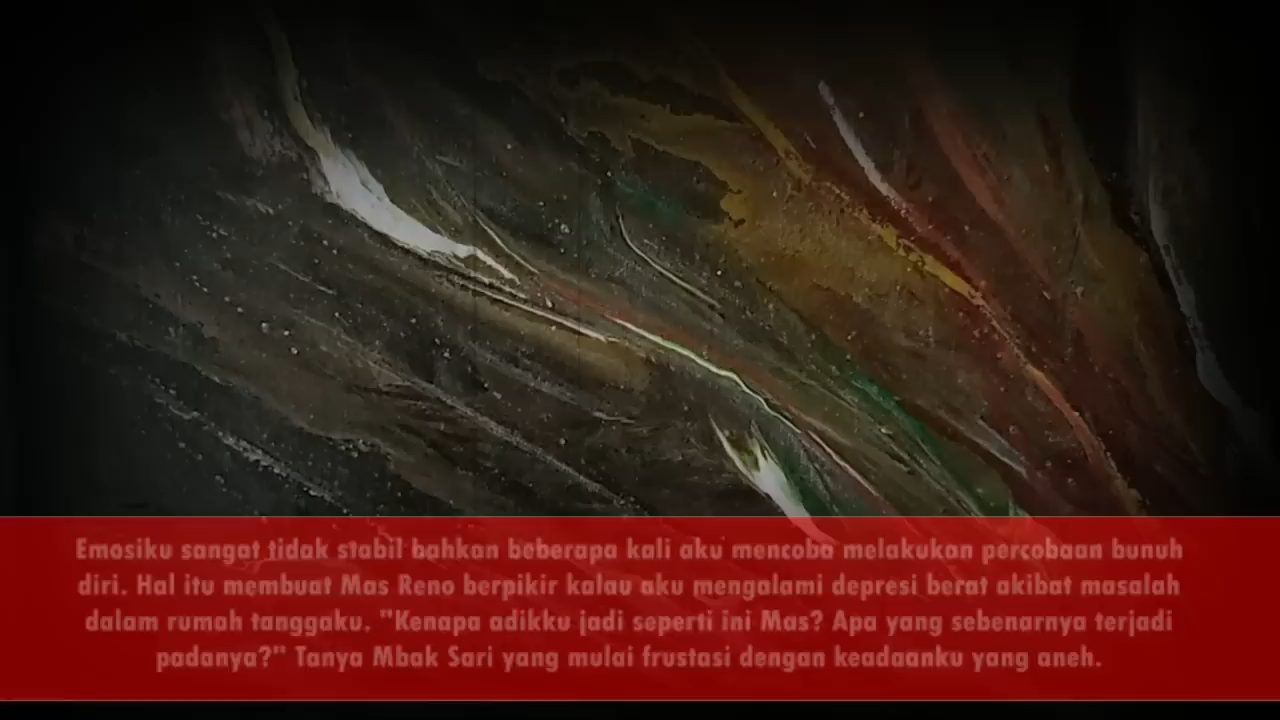 Emosiku sangat tidak stabil bahkan beberapa kali aku mencoba melakukan percobaan bunuh
diri. Hal itu membuat Mas Reno berpikir kalau aku mengalami depresi berat akibat masalah
dalam rumah tanggaku. "Kenapa adikku jadi seperti ini Mas? Apa yang sebenarnya terjadi
padanya?" Tanya Mbak Sari yang mulai frustasi dengan keadaanku yang aneh.